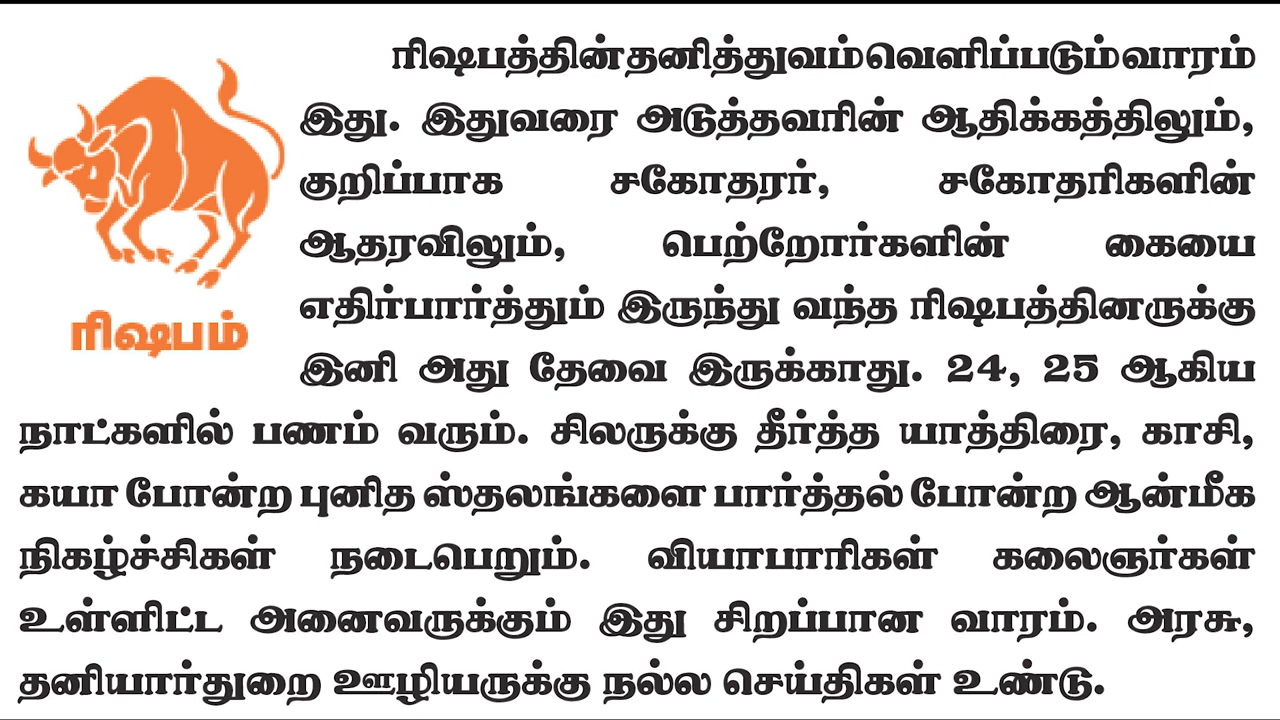 ரிஷபத்தின் தனித்துவம் வெளிப்படும் வாரம்
இது. இதுவரை அடுத்தவரின் ஆதிக்கத்திலும்,
குறிப்பாக சகோதரர், சகோதரிகளின்
ஆதரவிலும், பெற்றோர்களின் கையை
எதிர்பார்த்தும் இருந்து வந்த ரிஷபத்தினருக்கு
இனி அது தேவை இருக்காது. 24, 25 ஆகிய
ரிஷபம்
நாட்களில் பணம் வரும். சிலருக்கு தீர்த்த யாத்திரை, காசி,
கயா போன்ற புனித ஸ்தலங்களை பார்த்தல் போன்ற ஆன்மீக
நிகழ்ச்சிகள் நடைபெறும். வியாபாரிகள் கலைஞர்கள்
உள்ளிட்ட அனைவருக்கும் இது சிறப்பான வாரம். அரசு,
தனியார்துறை ஊழியருக்கு நல்ல செய்திகள் உண்டு.